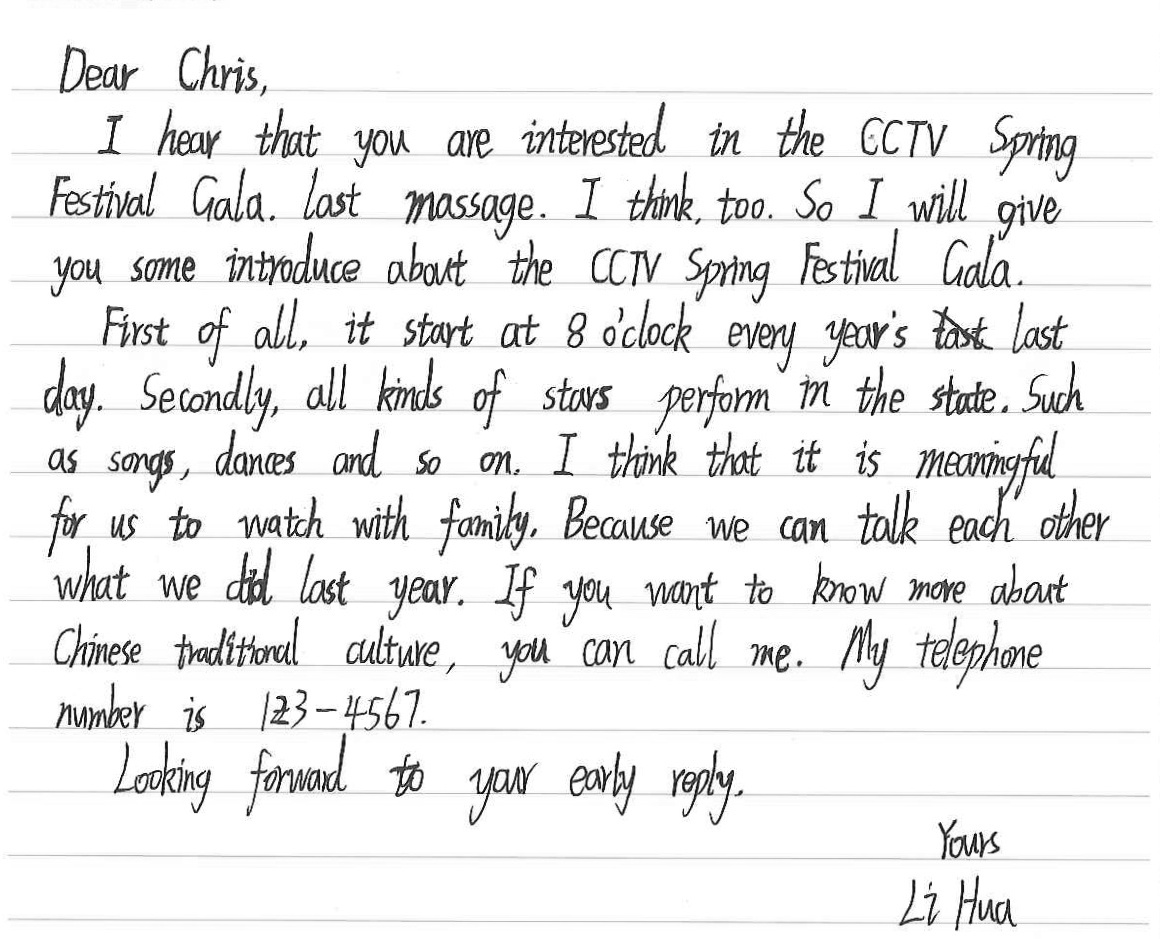 Dear Chris,
I hear that you are interested in the CCTV Spring
Festival Gala. last massage. I think, too. So I will give
you some introduce about the CCTV Spring Festival Gala.
First of all, it start at 8 o'clock every year's last
day. Secondly, all kinds of stars perform in the state. Such
as songs, dances and so on. I think that it is meaningful
for us to watch with family. Because we can talk each other
what we did last year. If you want to know more about
Chinese traditional culture, you can call me. My telephone
number is 123-4567.
Looking forward to your early reply.
Yours
Li Hua